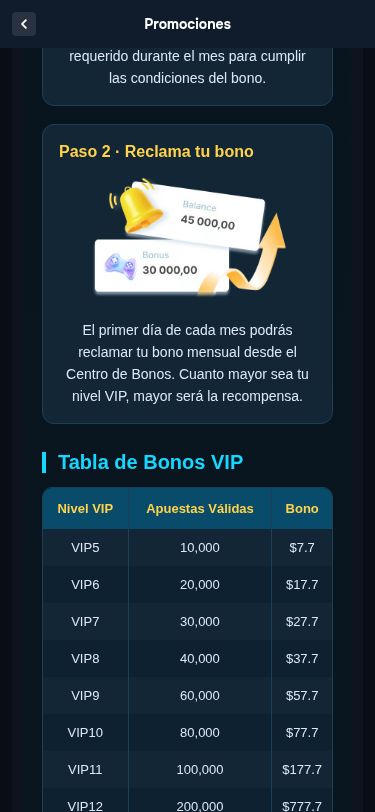 Promociones
requerido durante el mes para cumplir
las condiciones del bono.
Paso 2 · Reclama tu bono
Balance
45 000,00
Bonus
30 000,00
El primer día de cada mes podrás
reclamar tu bono mensual desde el
Centro de Bonos. Cuanto mayor sea tu
nivel VIP, mayor será la recompensa.
Tabla de Bonos VIP
Nivel VIP Apuestas Válidas Bono
VIP5 10,000 $7.7
VIP6 20,000 $17.7
VIP7 30,000 $27.7
VIP8 40,000 $37.7
VIP9 60,000 $57.7
VIP10 80,000 $77.7
VIP11 100,000 $177.7
VIP12 200,000 $777.7